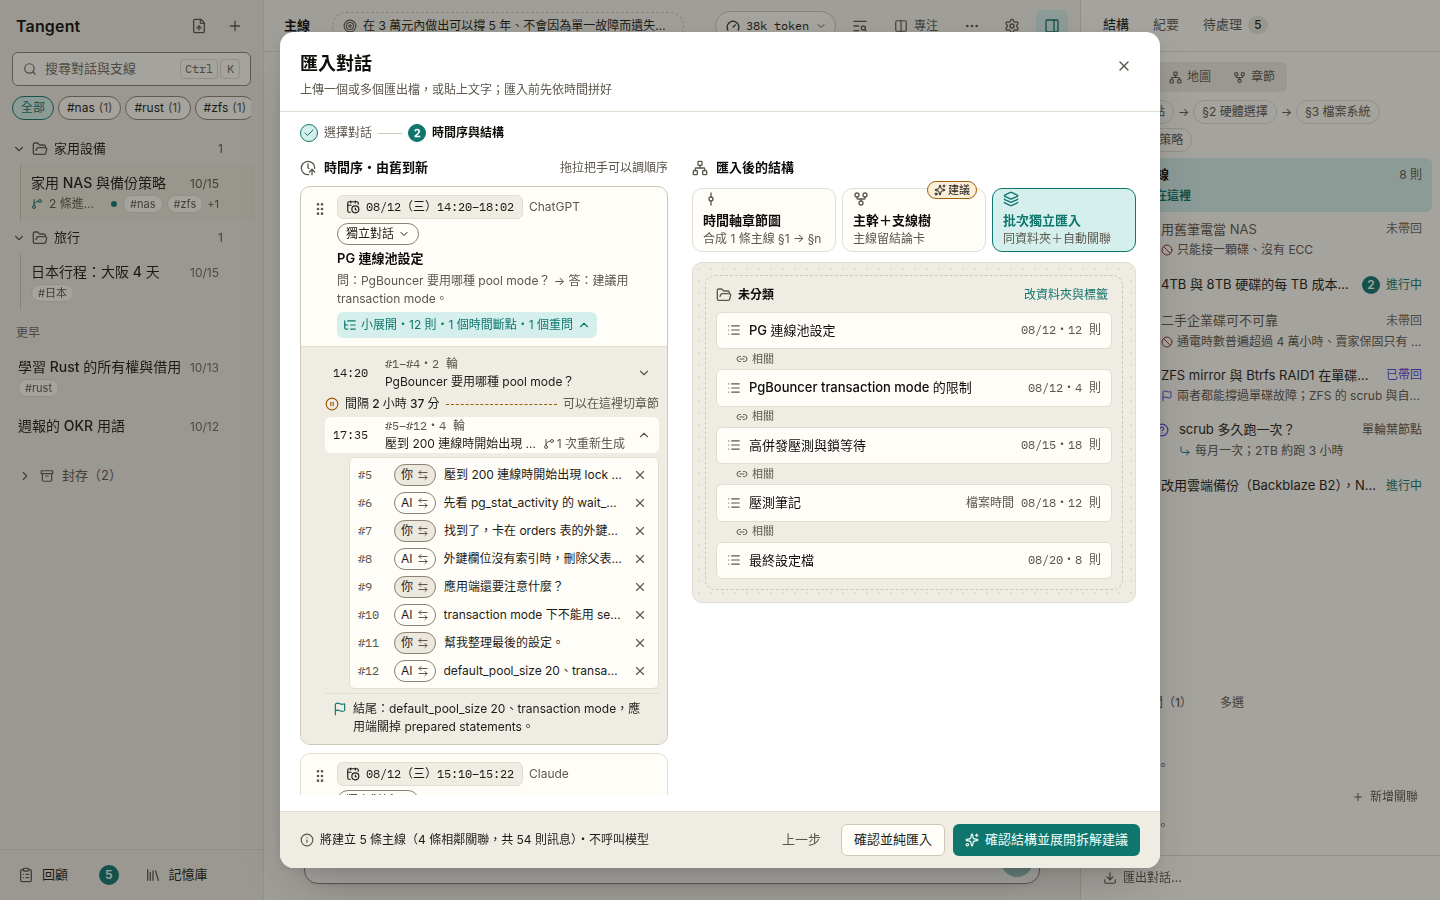 Tangent
搜尋對話與支線
Ctrl K
全部 #nas (1) #rust (1) #zfs (1)
家用設備 1
家用 NAS 與備份策略 10/15
2 條進… #nas #zfs +1
旅行 1
日本行程：大阪 4 天 10/15
#日本
更早
學習 Rust 的所有權與借用 10/13
#rust
週報的 OKR 用語 10/12
封存（2）
回顧 5 記憶庫
主線
在 3 萬元內做出可以撐 5 年、不會因為單一故障而遺失…
38k token
專注
匯入對話
上傳一個或多個匯出檔，或貼上文字；匯入前先依時間拼好
選擇對話 2 時間序與結構
時間序・由舊到新 拖拉把手可以調順序
08/12（三）14:20–18:02 ChatGPT
獨立對話
PG 連線池設定
問：PgBouncer 要用哪種 pool mode？ → 答：建議用
transaction mode。
小展開・12 則・1 個時間斷點・1 個重問
14:20 #1–#4・2 輪
PgBouncer 要用哪種 pool mode？
間隔 2 小時 37 分 可以在這裡切章節
17:35 #5–#12・4 輪
壓到 200 連線時開始出現 … 1 次重新生成
#5 你 壓到 200 連線時開始出現 lock …
#6 AI 先看 pg_stat_activity 的 wait_…
#7 你 找到了，卡在 orders 表的外鍵…
#8 AI 外鍵欄位沒有索引時，刪除父表…
#9 你 應用端還要注意什麼？
#10 AI transaction mode 下不能用 se…
#11 你 幫我整理最後的設定。
#12 AI default_pool_size 20、transa…
結尾：default_pool_size 20、transaction mode，應
用端關掉 prepared statements。
08/12（三）15:10–15:22 Claude
匯入後的結構
時間軸章節圖
合成 1 條主線 §1 → §n
建議
主幹＋支線樹
主線留結論卡
批次獨立匯入
同資料夾＋自動關聯
未分類 改資料夾與標籤
PG 連線池設定 08/12・12 則
相關
PgBouncer transaction mode 的限制 08/12・4 則
相關
高併發壓測與鎖等待 08/15・18 則
相關
壓測筆記 檔案時間 08/18・12 則
相關
最終設定檔 08/20・8 則
將建立 5 條主線（4 條相鄰關聯，共 54 則訊息）・不呼叫模型
上一步 確認並純匯入 確認結構並展開拆解建議
結構 紀要 待處理 5
地圖 章節
→ §2 硬體選擇 → §3 檔案系統
策略
線 8 則
在這裡
用舊筆電當 NAS 未帶回
只能接一顆碟、沒有 ECC
4TB 與 8TB 硬碟的每 TB 成本… 2 進行中
二手企業碟可不可靠 未帶回
通電時數普遍超過 4 萬小時、賣家保固只有 …
ZFS mirror 與 Btrfs RAID1 在單碟… 已帶回
兩者都能撐過單碟故障；ZFS 的 scrub 與自…
scrub 多久跑一次？ 單輪葉節點
每月一次；2TB 約跑 3 小時
改用雲端備份（Backblaze B2），N… 進行中
（1） 多選
。
新增關聯
。
匯出對話…